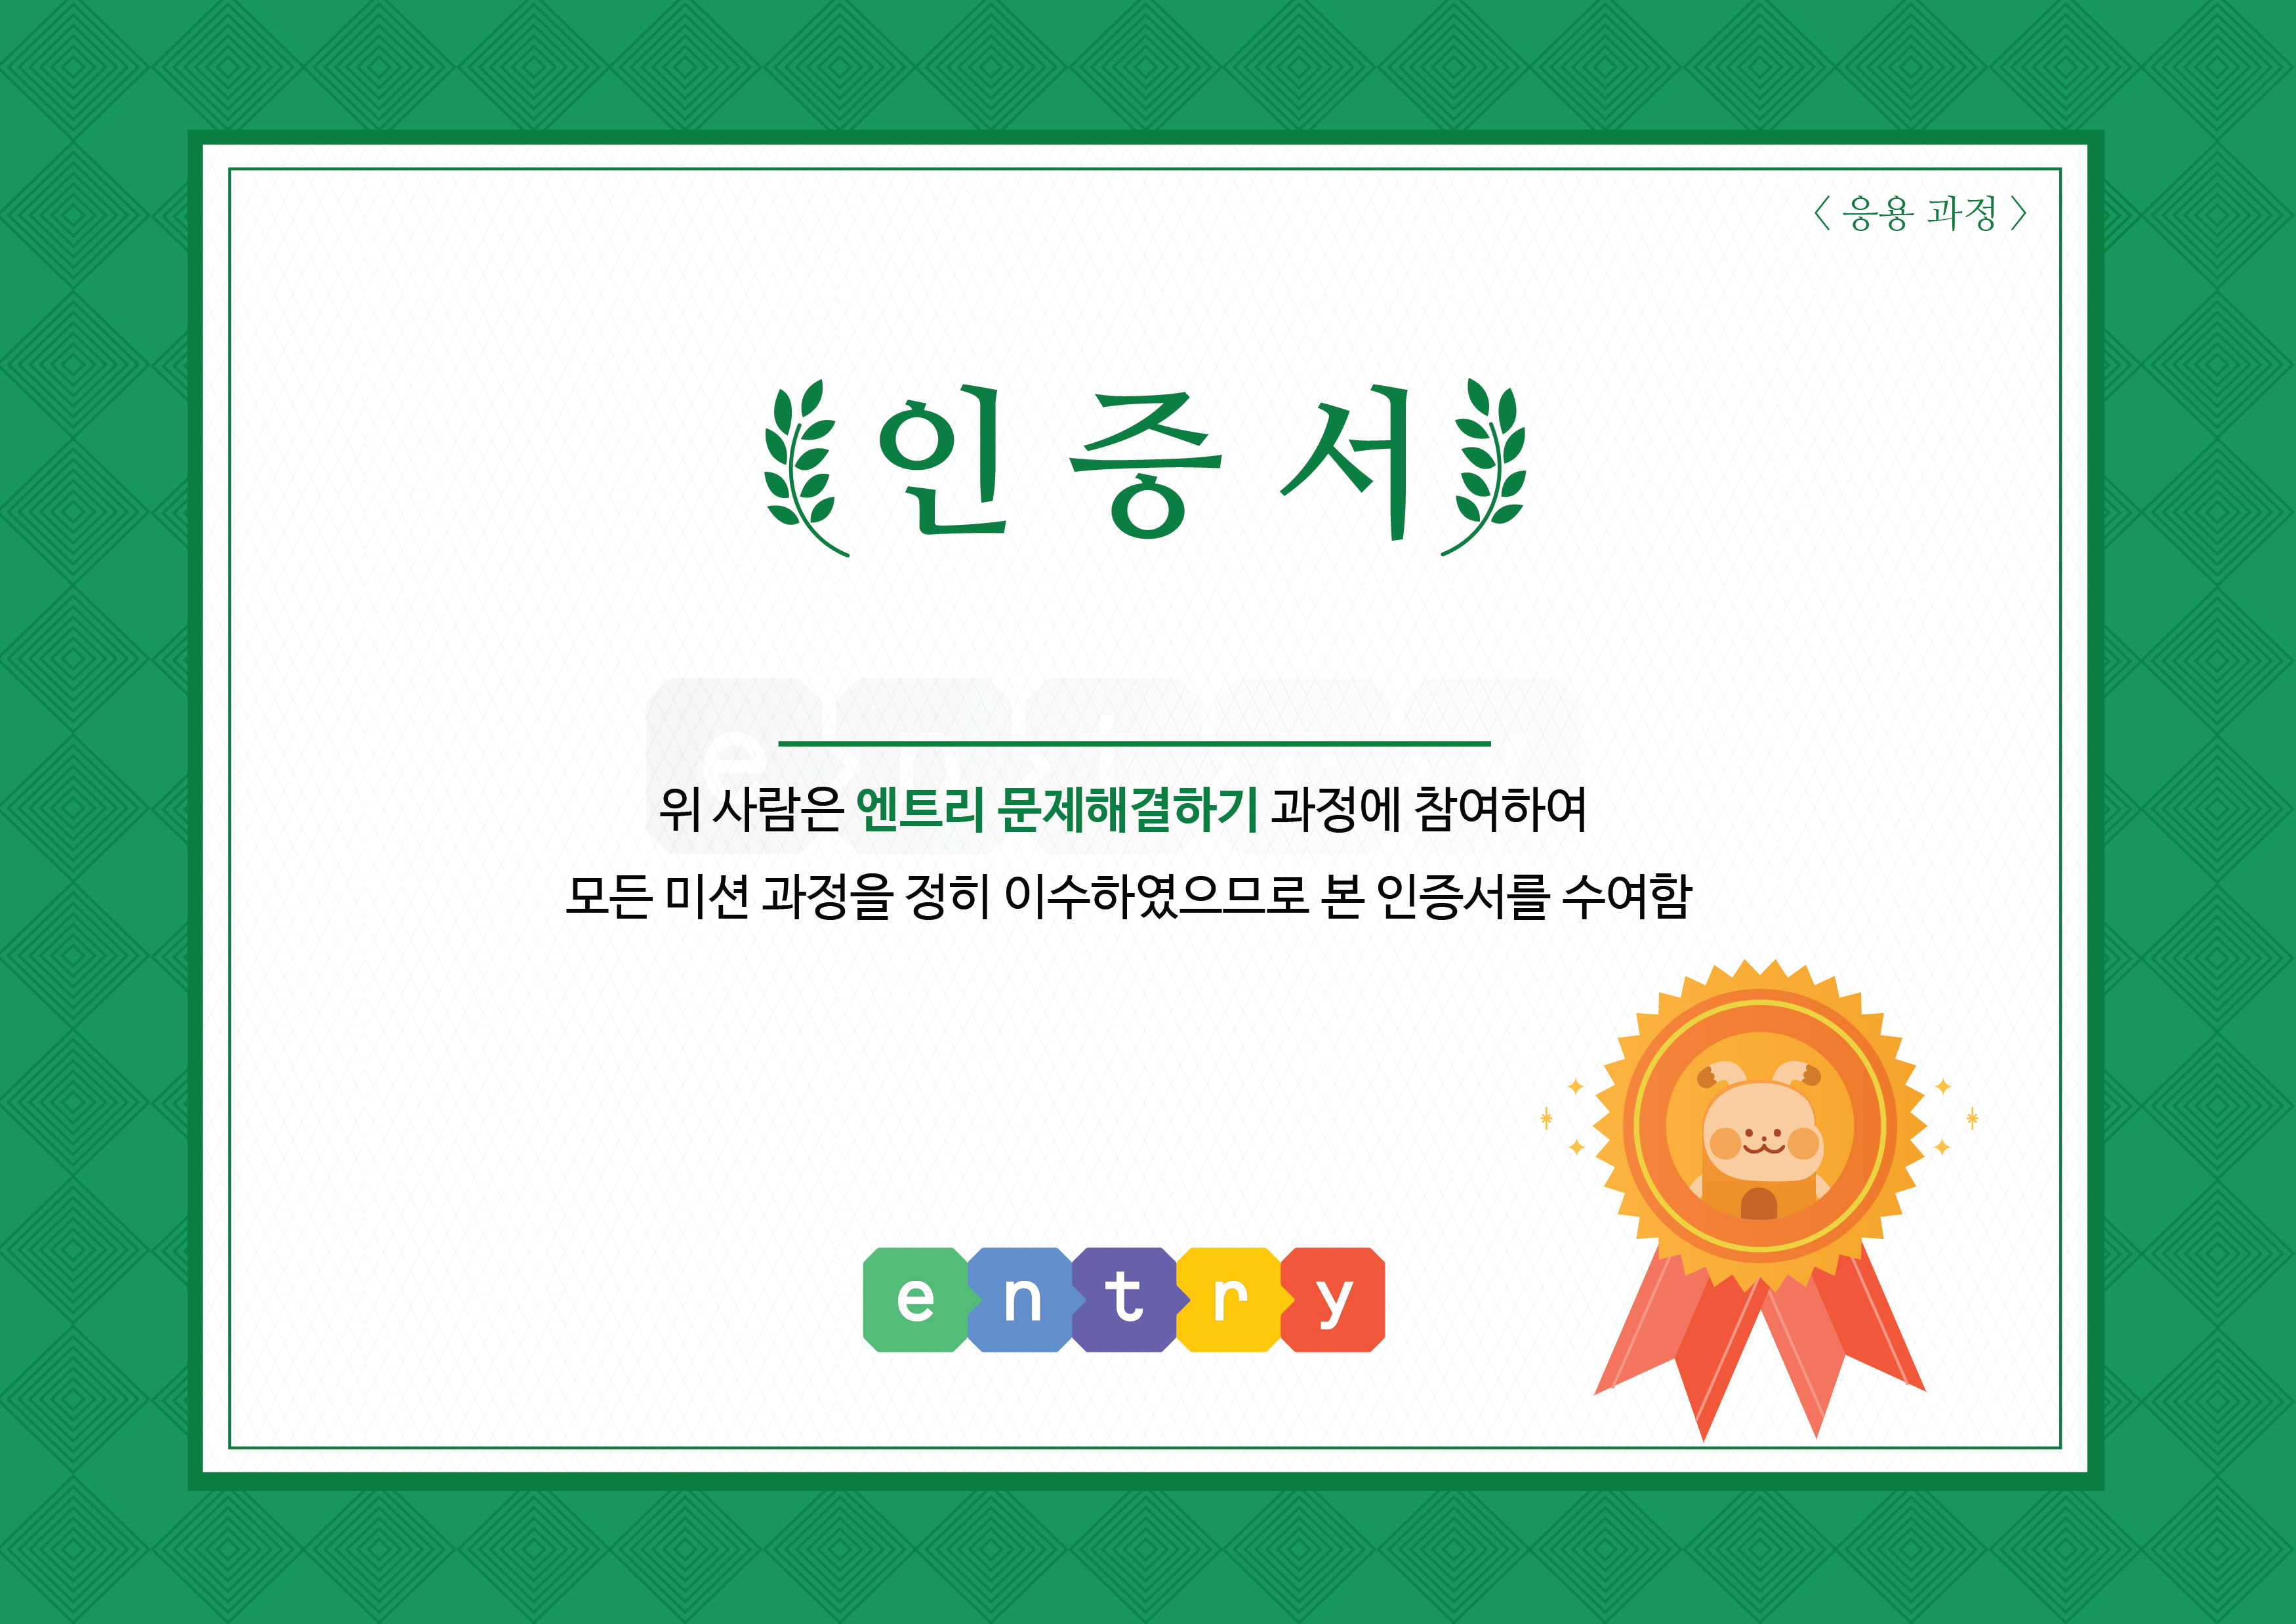 〈 응용 과정 〉
인증서
entry
위 사람은 엔트리 문제해결하기 과정에 참여하여
모든 미션 과정을 정히 이수하였으므로 본 인증서를 수여함
entry